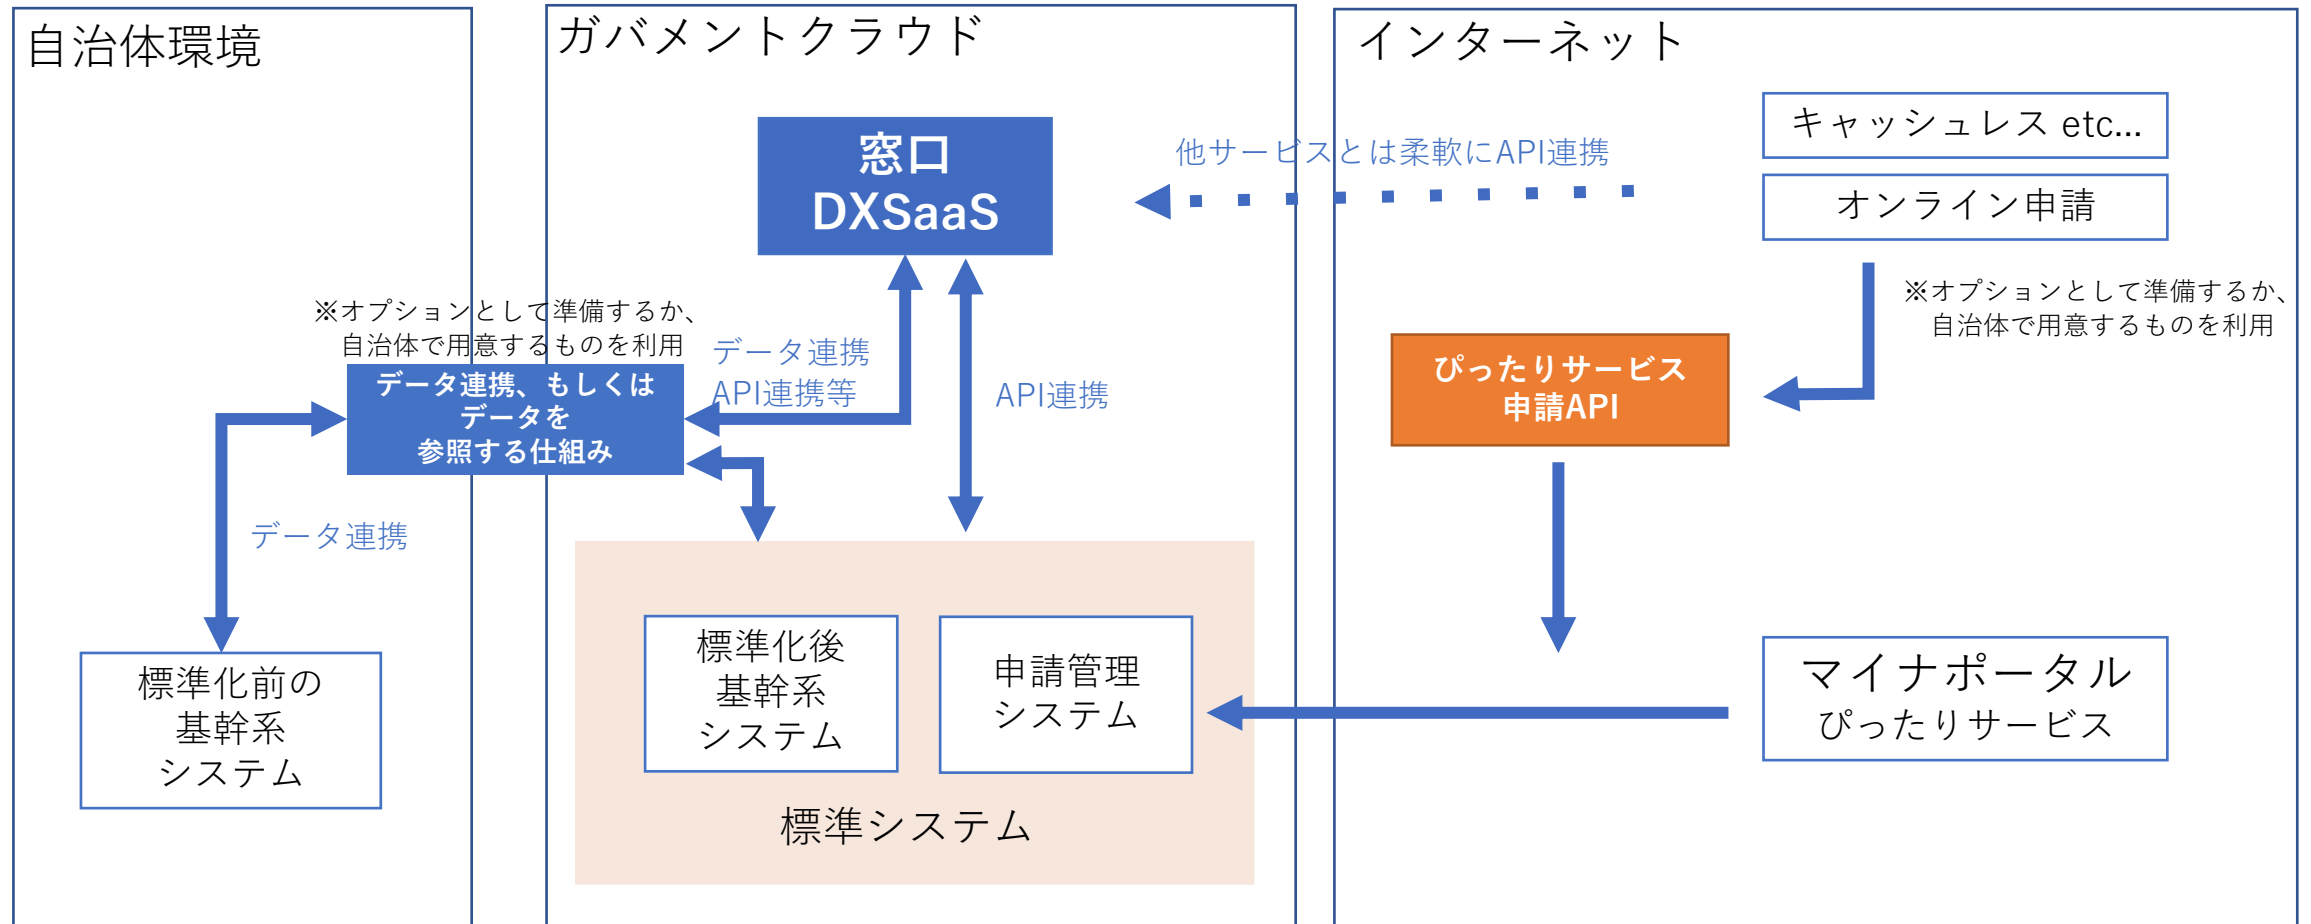 自治体環境
ガバメントクラウド
インターネット
窓口
DXSaaS
他サービスとは柔軟にAPI連携
キャッシュレス etc...
オンライン申請
※オプションとして準備するか、
自治体で用意するものを利用
データ連携、もしくは
データを
参照する仕組み
データ連携
API連携等
API連携
※オプションとして準備するか、
自治体で用意するものを利用
ぴったりサービス
申請API
データ連携
標準化前の
基幹系
システム
標準化後
基幹系
システム
申請管理
システム
標準システム
マイナポータル
ぴったりサービス